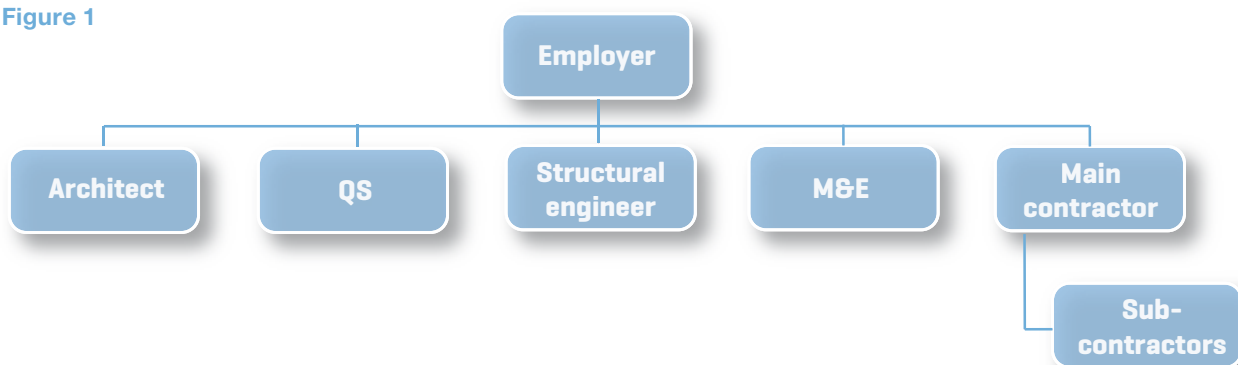 Figure 1
Employer
Architect
QS
Structural
engineer
M&E
Main
contractor
Sub-
contractors